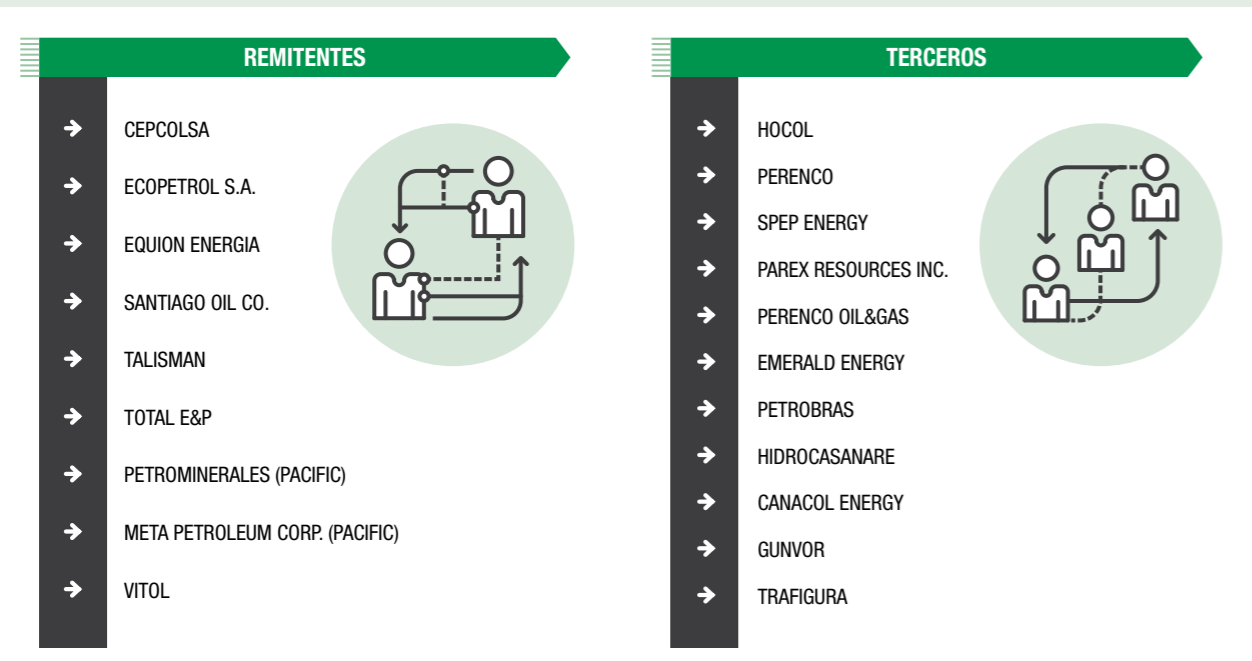 REMITENTES
CEPCOLSA
ECOPETROL S.A.
EQUION ENERGIA
SANTIAGO OIL CO.
TALISMAN
TOTAL E&P
PETROMINERALES (PACIFIC)
META PETROLEUM CORP. (PACIFIC)
VITOL
TERCEROS
HOCOL
PERENCO
SPEP ENERGY
PAREX RESOURCES INC.
PERENCO OIL&GAS
EMERALD ENERGY
PETROBRAS
HIDROCASANARE
CANACOL ENERGY
GUNVOR
TRAFIGURA